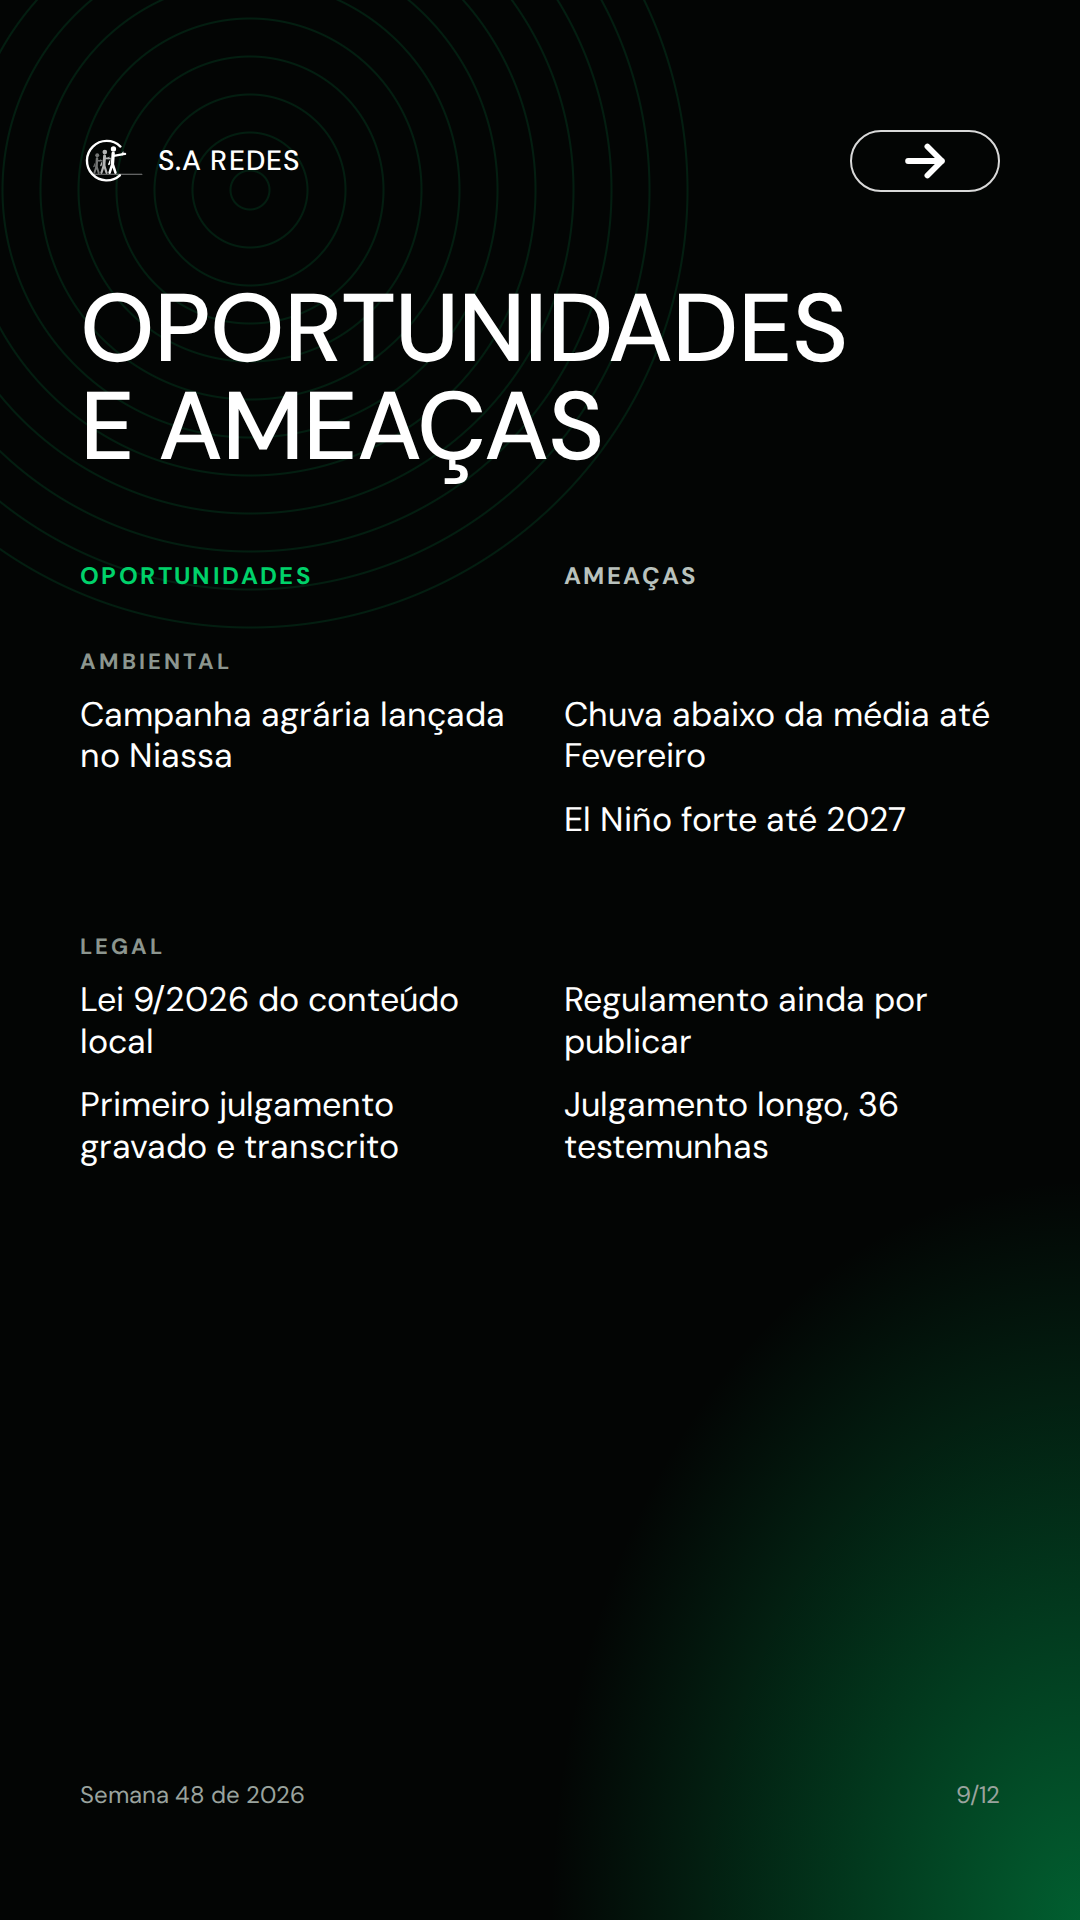 S.A REDES
OPORTUNIDADES
E AMEAÇAS
OPORTUNIDADES
AMEAÇAS
AMBIENTAL
Campanha agrária lançada
no Niassa
Chuva abaixo da média até
Fevereiro
El Niño forte até 2027
LEGAL
Lei 9/2026 do conteúdo
local
Primeiro julgamento
gravado e transcrito
Regulamento ainda por
publicar
Julgamento longo, 36
testemunhas
Semana 48 de 2026
9/12